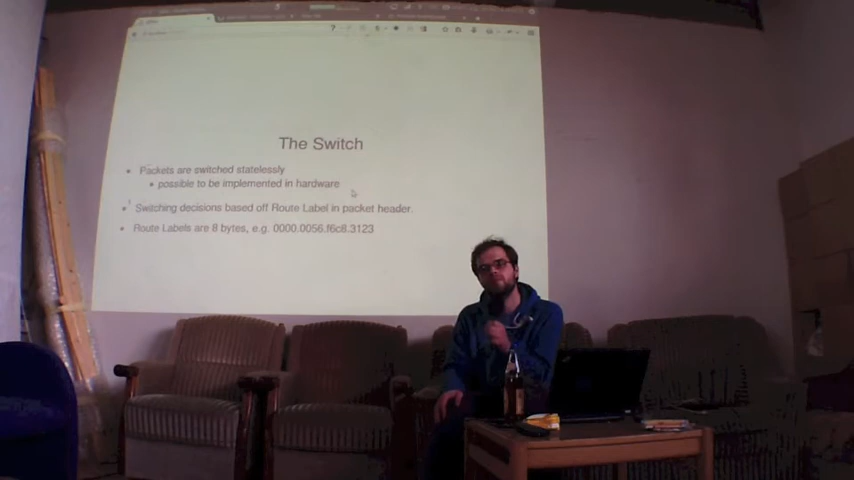 The Switch
• Packets are switched statelessly
• possible to be implemented in hardware
• Switching decisions based off Route Label in packet header.
• Route Labels are 8 bytes, e.g. 0000.0056.f6c8.3123